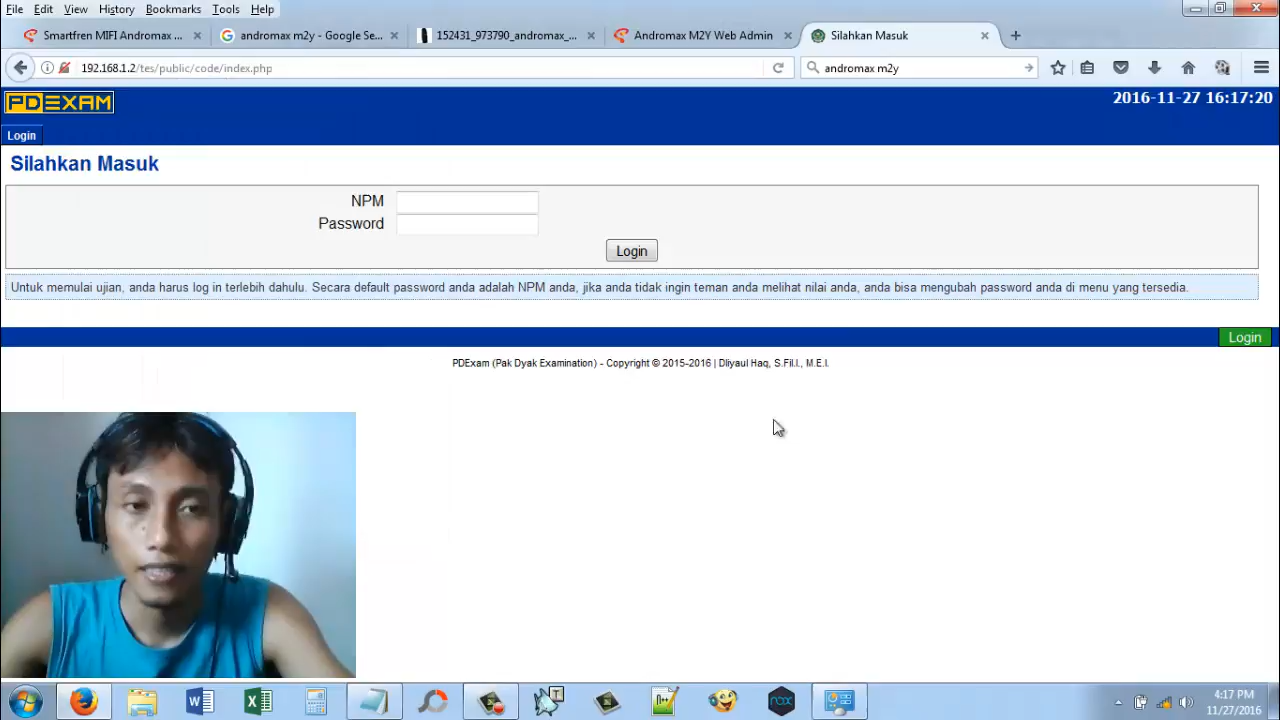 File Edit View History Bookmarks Tools Help
Smartfren MIFI Andromax ... andromax m2y - Google Se... 152431_973790_andromax_... Andromax M2Y Web Admin Silahkan Masuk
192.168.1.2/tes/public/code/index.php andromax m2y
PDEXAM 2016-11-27 16:17:20
Login
Silahkan Masuk
NPM
Password
Login
Untuk memulai ujian, anda harus log in terlebih dahulu. Secara default password anda adalah NPM anda, jika anda tidak ingin teman anda melihat nilai anda, anda bisa mengubah password anda di menu yang tersedia.
Login
PDExam (Pak Dyak Examination) - Copyright © 2015-2016 | Dliyaul Haq, S.Fil.I., M.E.I.
nox
4:17 PM
11/27/2016